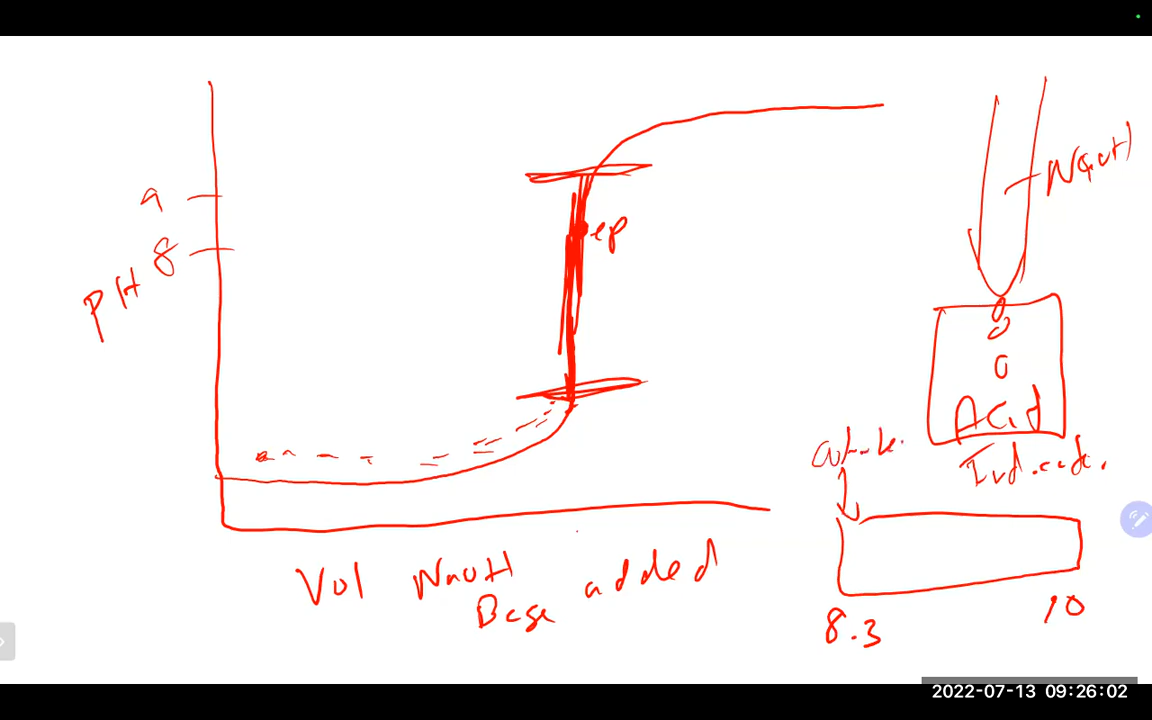 9
8
PH
ep
Vol NaOH added
Base
NaOH
Acid
8.3
10
2022-07-13 09:26:02